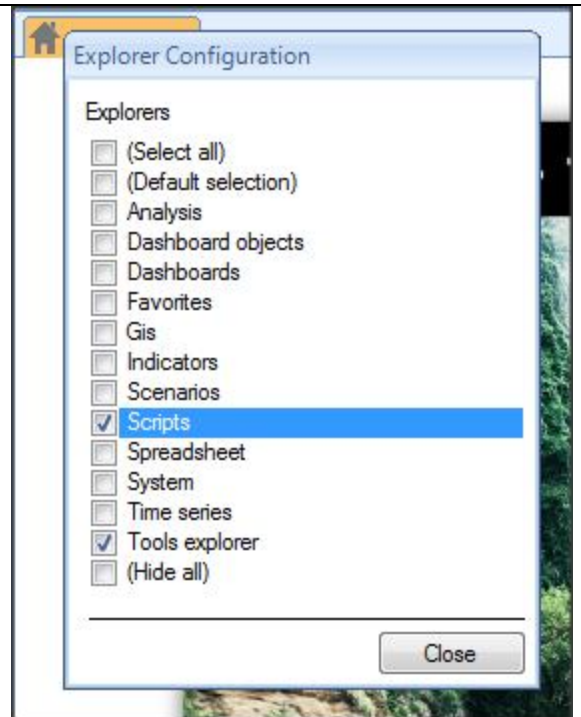 Explorer Configuration
Explorers
(Select all)
(Default selection)
Analysis
Dashboard objects
Dashboards
Favorites
Gis
Indicators
Scenarios
Scripts
Spreadsheet
System
Time series
Tools explorer
(Hide all)
Close